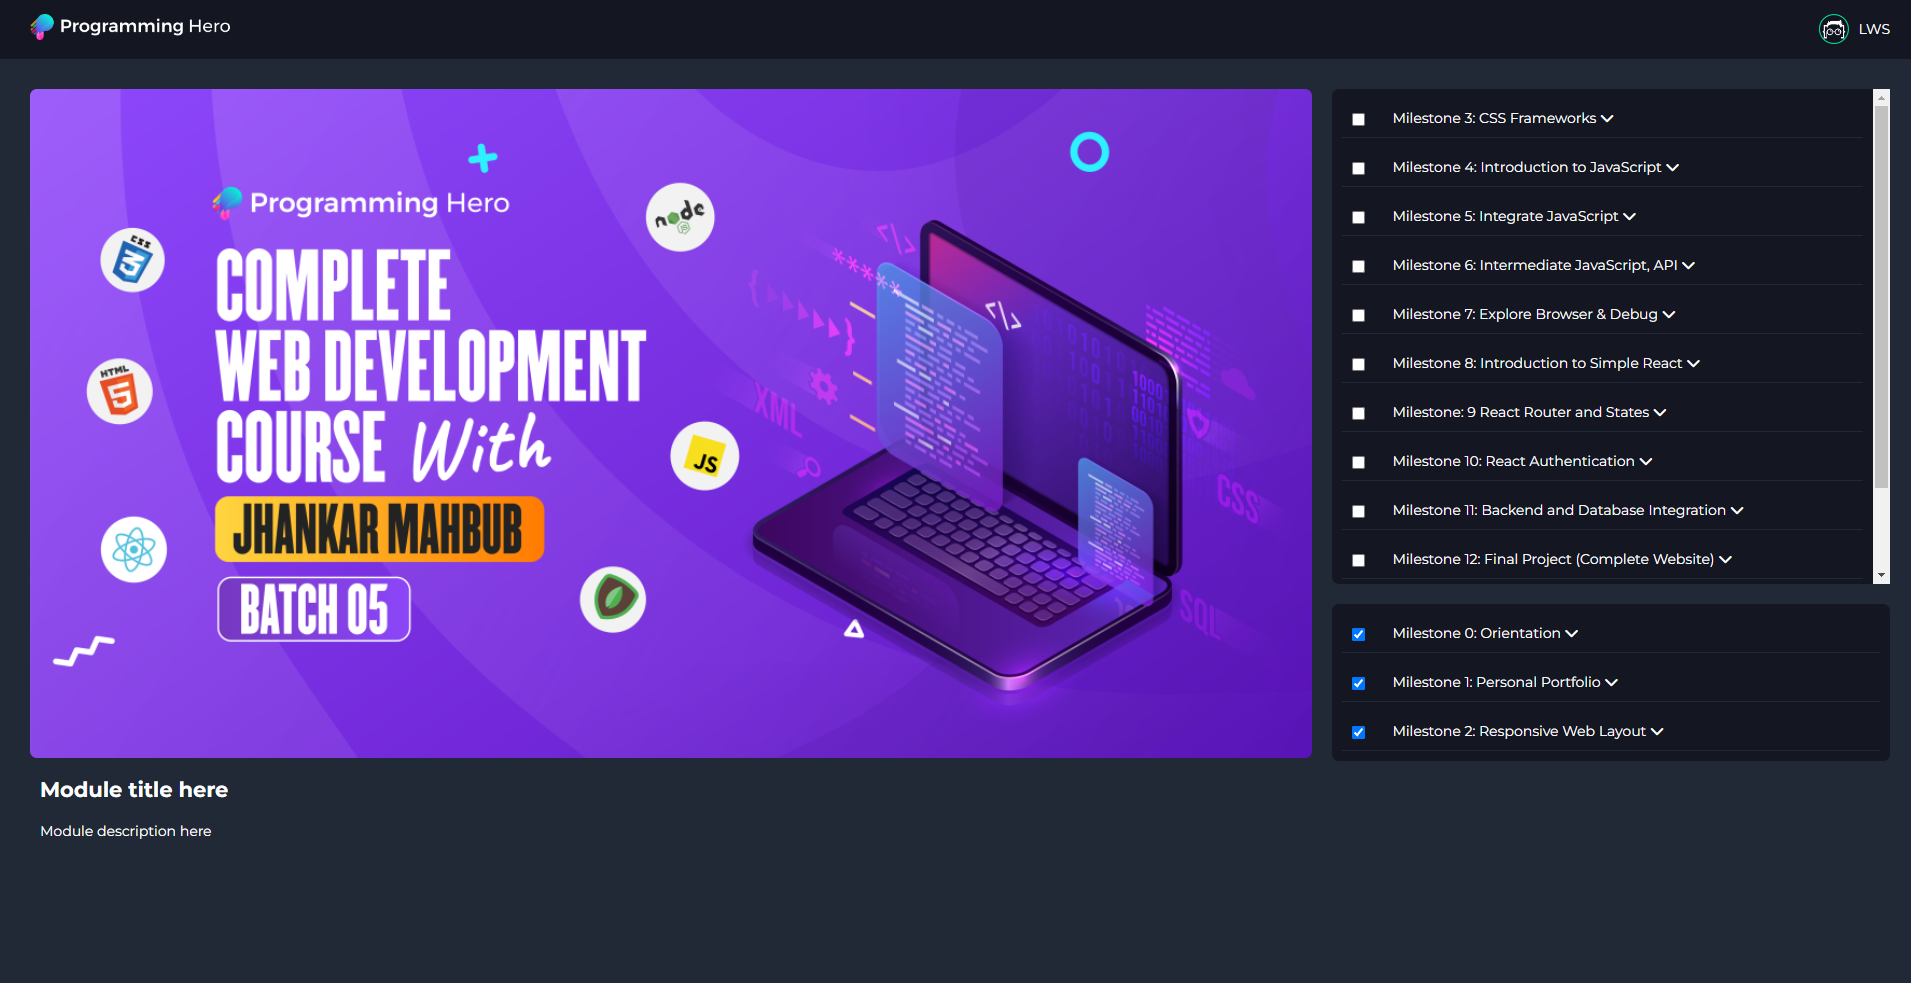 Programming Hero
LWS
Programming Hero
COMPLETE
WEB DEVELOPMENT
COURSE With
JHANKAR MAHBUB
BATCH 05
CSS
HTML
node
JS
JS
</>
*****
</>
XML
CSS
SQL
Milestone 3: CSS Frameworks
Milestone 4: Introduction to JavaScript
Milestone 5: Integrate JavaScript
Milestone 6: Intermediate JavaScript, API
Milestone 7: Explore Browser & Debug
Milestone 8: Introduction to Simple React
Milestone: 9 React Router and States
Milestone 10: React Authentication
Milestone 11: Backend and Database Integration
Milestone 12: Final Project (Complete Website)
Milestone 0: Orientation
Milestone 1: Personal Portfolio
Milestone 2: Responsive Web Layout
Module title here
Module description here